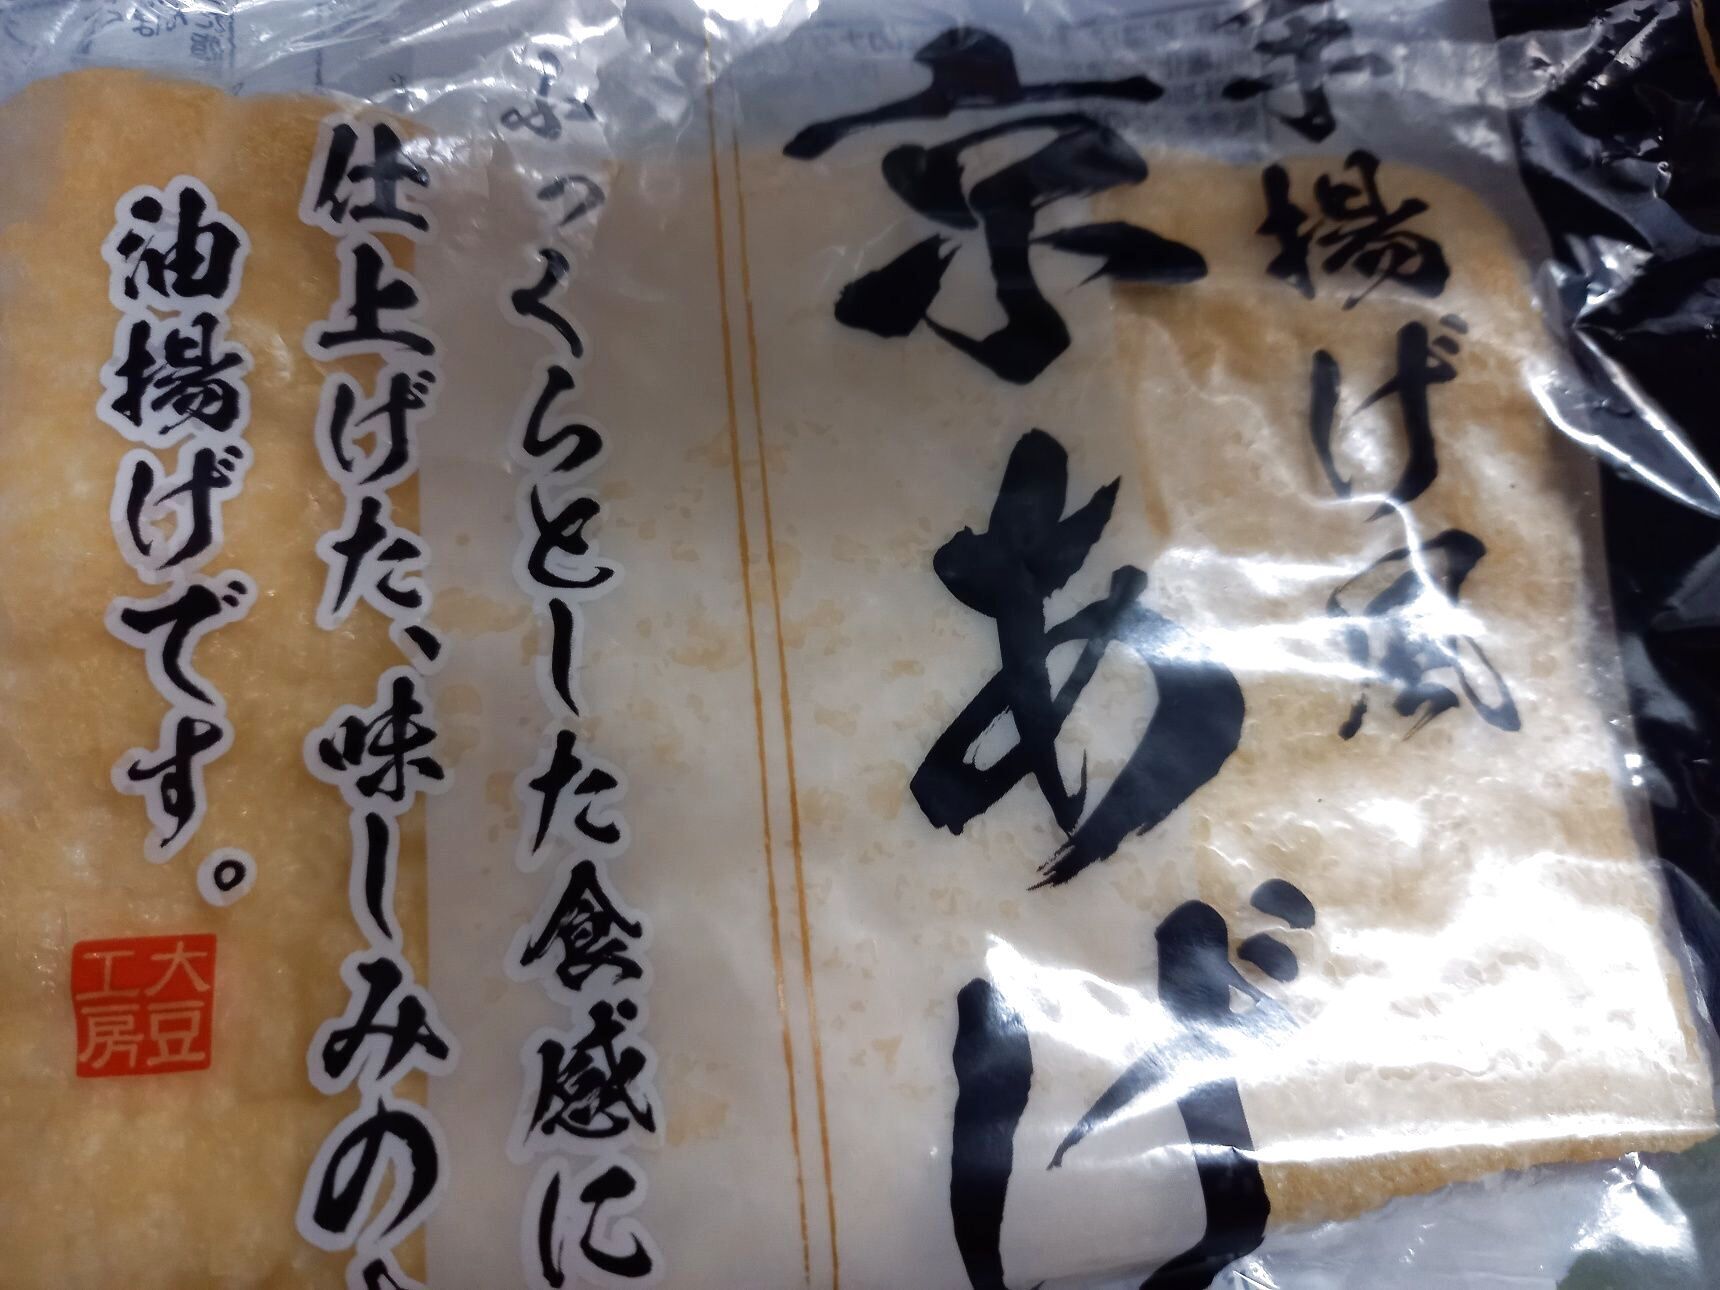 手揚げ風
京あげ
ふっくらとした食感に
仕上げた、味しみの
油揚げです。
大豆
工房